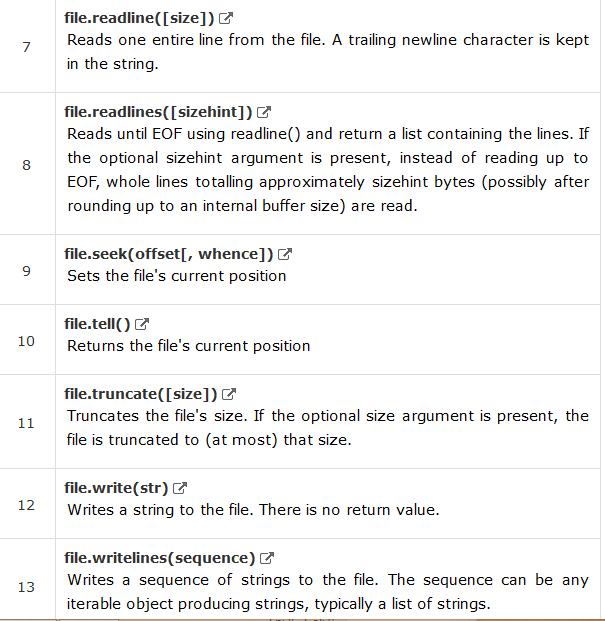 7
file.readline([size])
Reads one entire line from the file. A trailing newline character is kept
in the string.
8
file.readlines([sizehint])
Reads until EOF using readline() and return a list containing the lines. If
the optional sizehint argument is present, instead of reading up to
EOF, whole lines totalling approximately sizehint bytes (possibly after
rounding up to an internal buffer size) are read.
9
file.seek(offset[, whence])
Sets the file's current position
10
file.tell()
Returns the file's current position
11
file.truncate([size])
Truncates the file's size. If the optional size argument is present, the
file is truncated to (at most) that size.
12
file.write(str)
Writes a string to the file. There is no return value.
13
file.writelines(sequence)
Writes a sequence of strings to the file. The sequence can be any
iterable object producing strings, typically a list of strings.